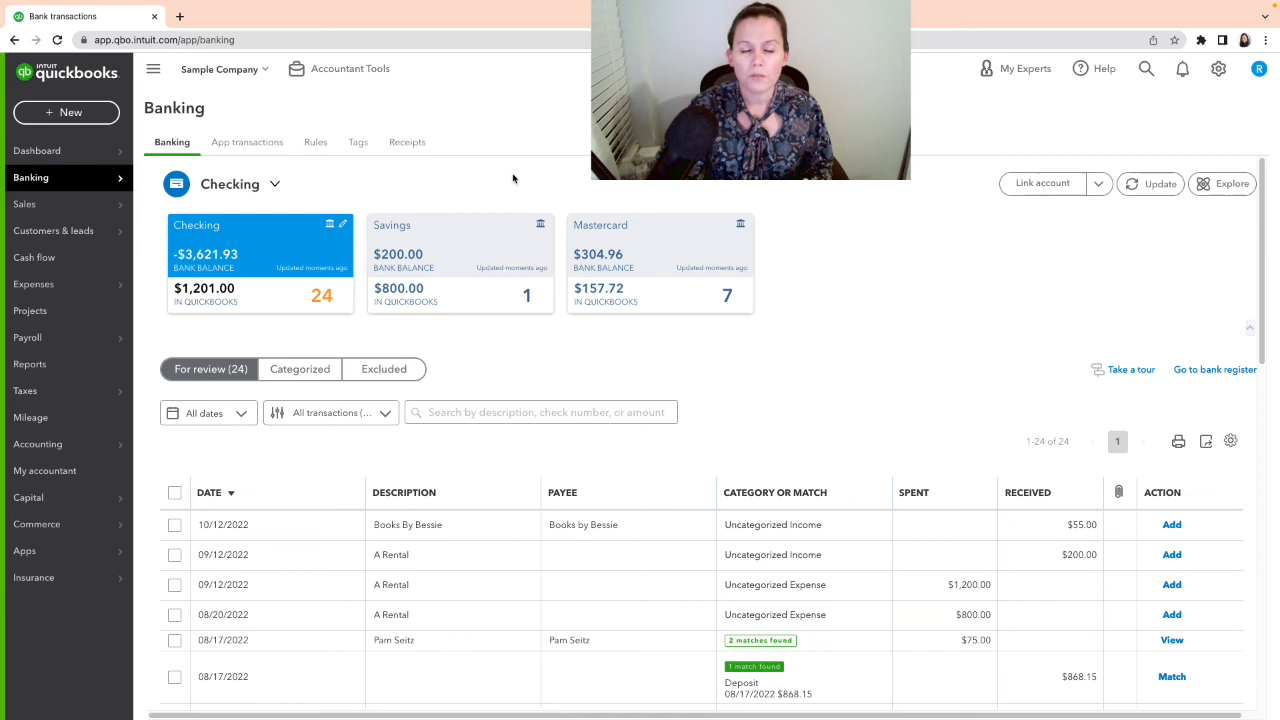 Bank transactions
app.qbo.intuit.com/app/banking
INTUIT
quickbooks
Sample Company
Accountant Tools
My Experts
Help
R
+ New
Banking
Dashboard
Banking
Sales
Customers & leads
Cash flow
Expenses
Projects
Payroll
Reports
Taxes
Mileage
Accounting
My accountant
Capital
Commerce
Apps
Insurance
Banking
App transactions
Rules
Tags
Receipts
Checking
Link account
Update
Explore
Checking
-$3,621.93
BANK BALANCE
Updated moments ago
$1,201.00
IN QUICKBOOKS
24
Savings
$200.00
BANK BALANCE
Updated moments ago
$800.00
IN QUICKBOOKS
1
Mastercard
$304.96
BANK BALANCE
Updated moments ago
$157.72
IN QUICKBOOKS
7
For review (24)
Categorized
Excluded
Take a tour
Go to bank register
All dates
All transactions (...
Search by description, check number, or amount
1-24 of 24
1
DATE DESCRIPTION PAYEE CATEGORY OR MATCH SPENT RECEIVED ACTION
10/12/2022 Books By Bessie Books by Bessie Uncategorized Income $55.00 Add
09/12/2022 A Rental Uncategorized Income $200.00 Add
09/12/2022 A Rental Uncategorized Expense $1,200.00 Add
08/20/2022 A Rental Uncategorized Expense $800.00 Add
08/17/2022 Pam Seitz Pam Seitz 2 matches found $75.00 View
1 match found
08/17/2022 Deposit $868.15 Match
08/17/2022 $868.15